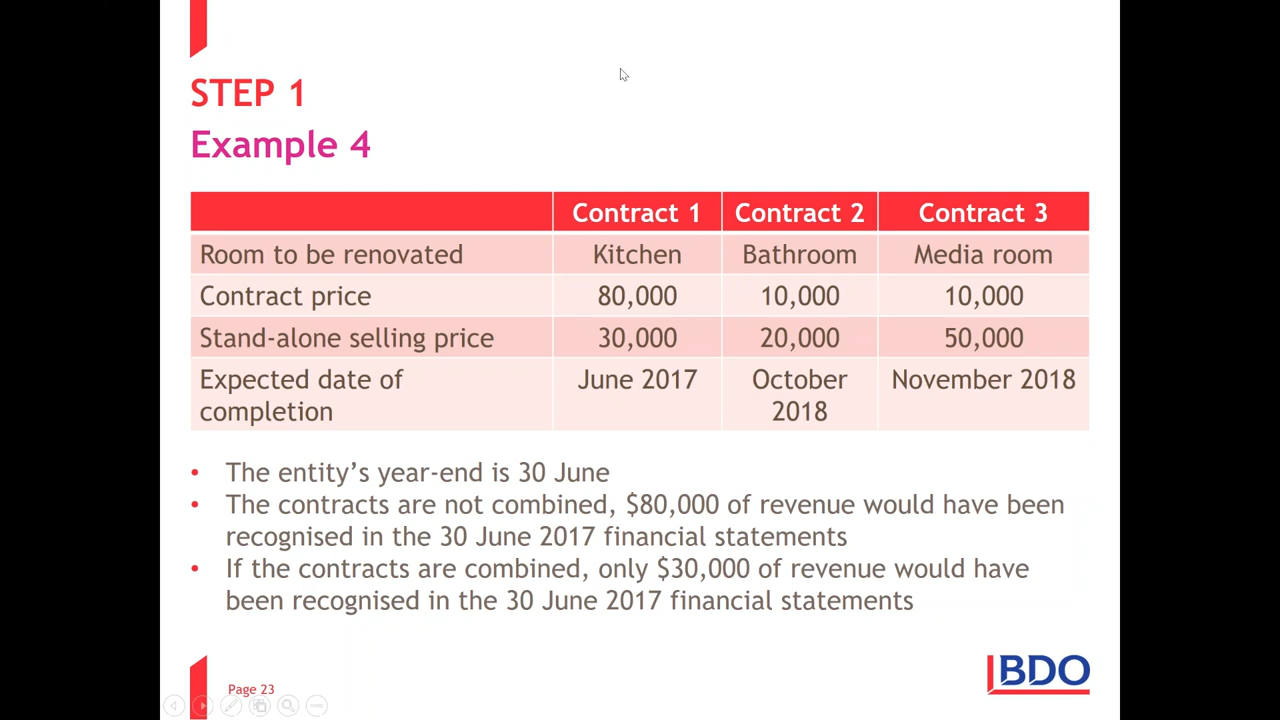 STEP 1
Example 4
Contract 1 Contract 2 Contract 3
Room to be renovated Kitchen Bathroom Media room
Contract price 80,000 10,000 10,000
Stand-alone selling price 30,000 20,000 50,000
Expected date of June 2017 October November 2018
completion 2018
• The entity’s year-end is 30 June
• The contracts are not combined, $80,000 of revenue would have been
recognised in the 30 June 2017 financial statements
• If the contracts are combined, only $30,000 of revenue would have
been recognised in the 30 June 2017 financial statements
Page 23
BDO